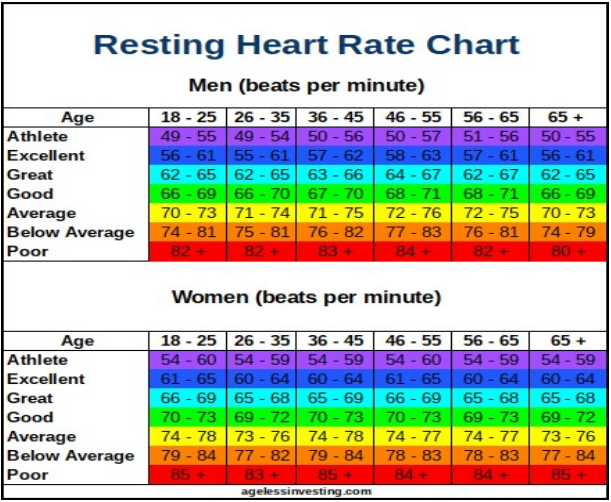 Resting Heart Rate Chart
Men (beats per minute)
Age 18 - 25 26 - 35 36 - 45 46 - 55 56 - 65 65 +
Athlete 49 - 55 49 - 54 50 - 56 50 - 57 51 - 56 50 - 55
Excellent 56 - 61 55 - 61 57 - 62 58 - 63 57 - 61 56 - 61
Great 62 - 65 62 - 65 63 - 66 64 - 67 62 - 67 62 - 65
Good 66 - 69 66 - 70 67 - 70 68 - 71 68 - 71 66 - 69
Average 70 - 73 71 - 74 71 - 75 72 - 76 72 - 75 70 - 73
Below Average 74 - 81 75 - 81 76 - 82 77 - 83 76 - 81 74 - 79
Poor 82 + 82 + 83 + 84 + 82 + 80 +
Women (beats per minute)
Age 18 - 25 26 - 35 36 - 45 46 - 55 56 - 65 65 +
Athlete 54 - 60 54 - 59 54 - 59 54 - 60 54 - 59 54 - 59
Excellent 61 - 65 60 - 64 60 - 64 61 - 65 60 - 64 60 - 64
Great 66 - 69 65 - 68 65 - 69 66 - 69 65 - 68 65 - 68
Good 70 - 73 69 - 72 70 - 73 70 - 73 69 - 73 69 - 72
Average 74 - 78 73 - 76 74 - 78 74 - 77 74 - 77 73 - 76
Below Average 79 - 84 77 - 82 79 - 84 78 - 83 78 - 83 77 - 84
Poor 85 + 83 + 85 + 84 + 84 + 85 +
agelessinvesting.com